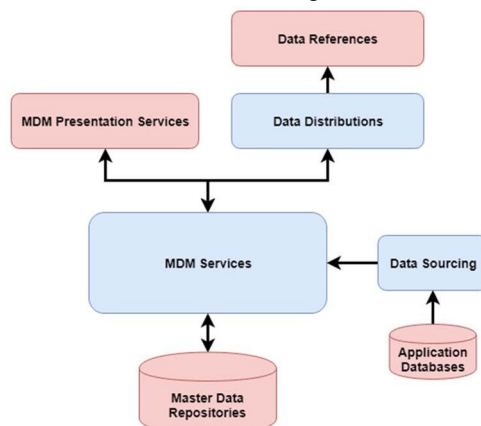 Data References
MDM Presentation Services
Data Distributions
MDM Services
Data Sourcing
Application
Databases
Master Data
Repositories